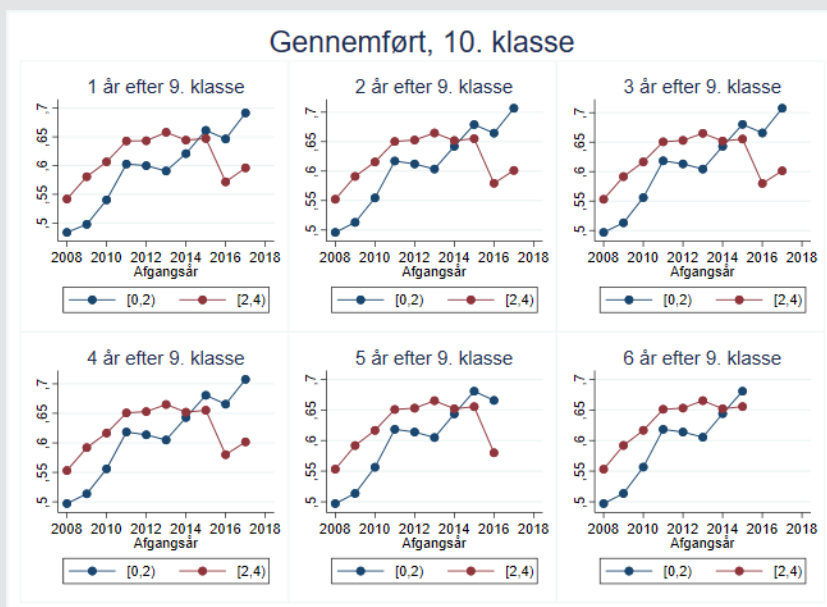 Gennemført, 10. klasse
1 år efter 9. klasse
,7
,65
,6
,55
,5
2008 2010 2012 2014 2016 2018
Afgangsår
[0,2) [2,4)
2 år efter 9. klasse
,7
,65
,6
,55
,5
2008 2010 2012 2014 2016 2018
Afgangsår
[0,2) [2,4)
3 år efter 9. klasse
,7
,65
,6
,55
,5
2008 2010 2012 2014 2016 2018
Afgangsår
[0,2) [2,4)
4 år efter 9. klasse
,7
,65
,6
,55
,5
2008 2010 2012 2014 2016 2018
Afgangsår
[0,2) [2,4)
5 år efter 9. klasse
,7
,65
,6
,55
,5
2008 2010 2012 2014 2016 2018
Afgangsår
[0,2) [2,4)
6 år efter 9. klasse
,7
,65
,6
,55
,5
2008 2010 2012 2014 2016 2018
Afgangsår
[0,2) [2,4)